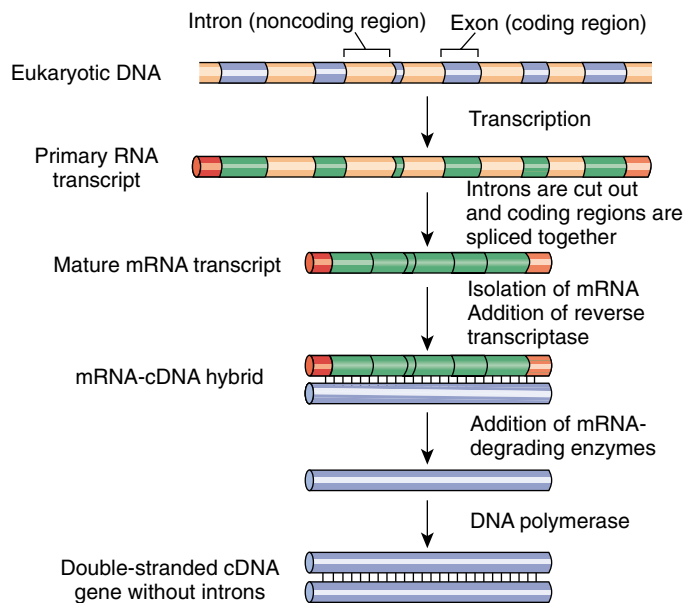 Intron (noncoding region)
Exon (coding region)
Eukaryotic DNA
Transcription
Primary RNA
transcript
Introns are cut out
and coding regions are
spliced together
Mature mRNA transcript
Isolation of mRNA
Addition of reverse
transcriptase
mRNA-cDNA hybrid
Addition of mRNA-
degrading enzymes
DNA polymerase
Double-stranded cDNA
gene without introns